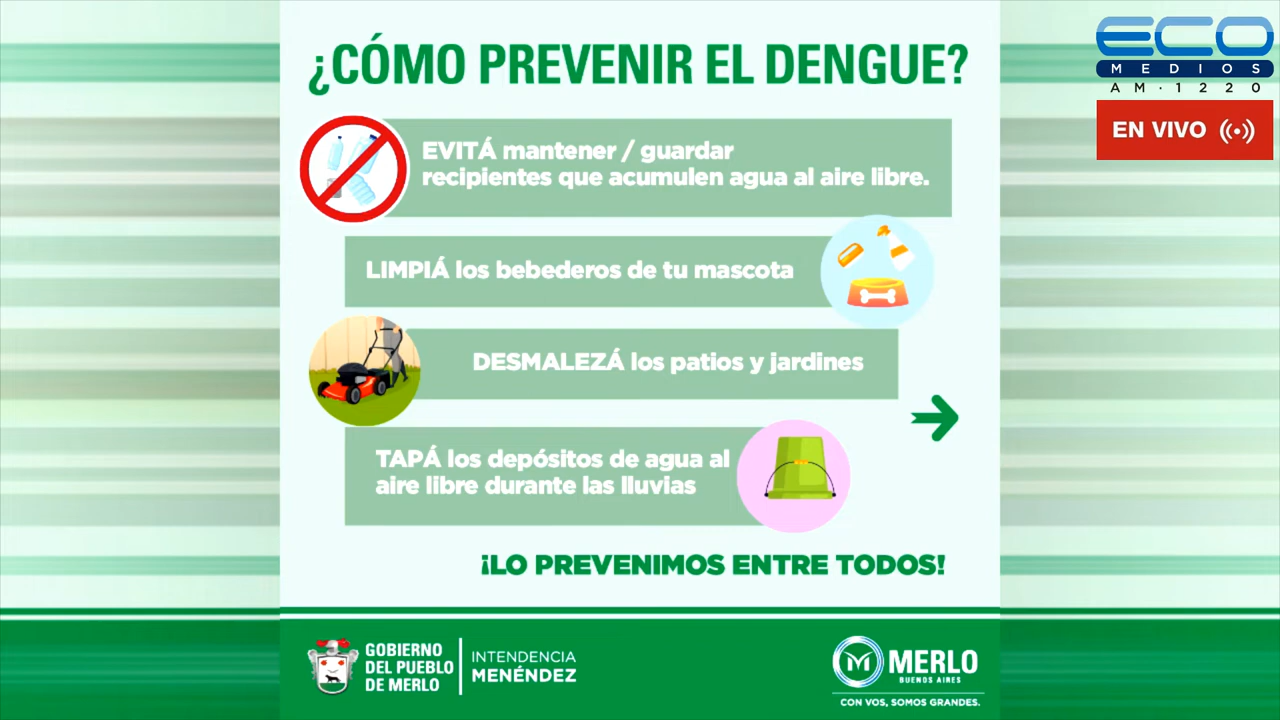 ¿CÓMO PREVENIR EL DENGUE?
ECO
MEDIOS
AM·1220
EN VIVO
EVITÁ mantener / guardar
recipientes que acumulen agua al aire libre.
LIMPIÁ los bebederos de tu mascota
DESMALEZÁ los patios y jardines
TAPÁ los depósitos de agua al
aire libre durante las lluvias
¡LO PREVENIMOS ENTRE TODOS!
GOBIERNO
DEL PUEBLO
DE MERLO
INTENDENCIA
MENÉNDEZ
MERLO
BUENOS AIRES
CON VOS, SOMOS GRANDES.